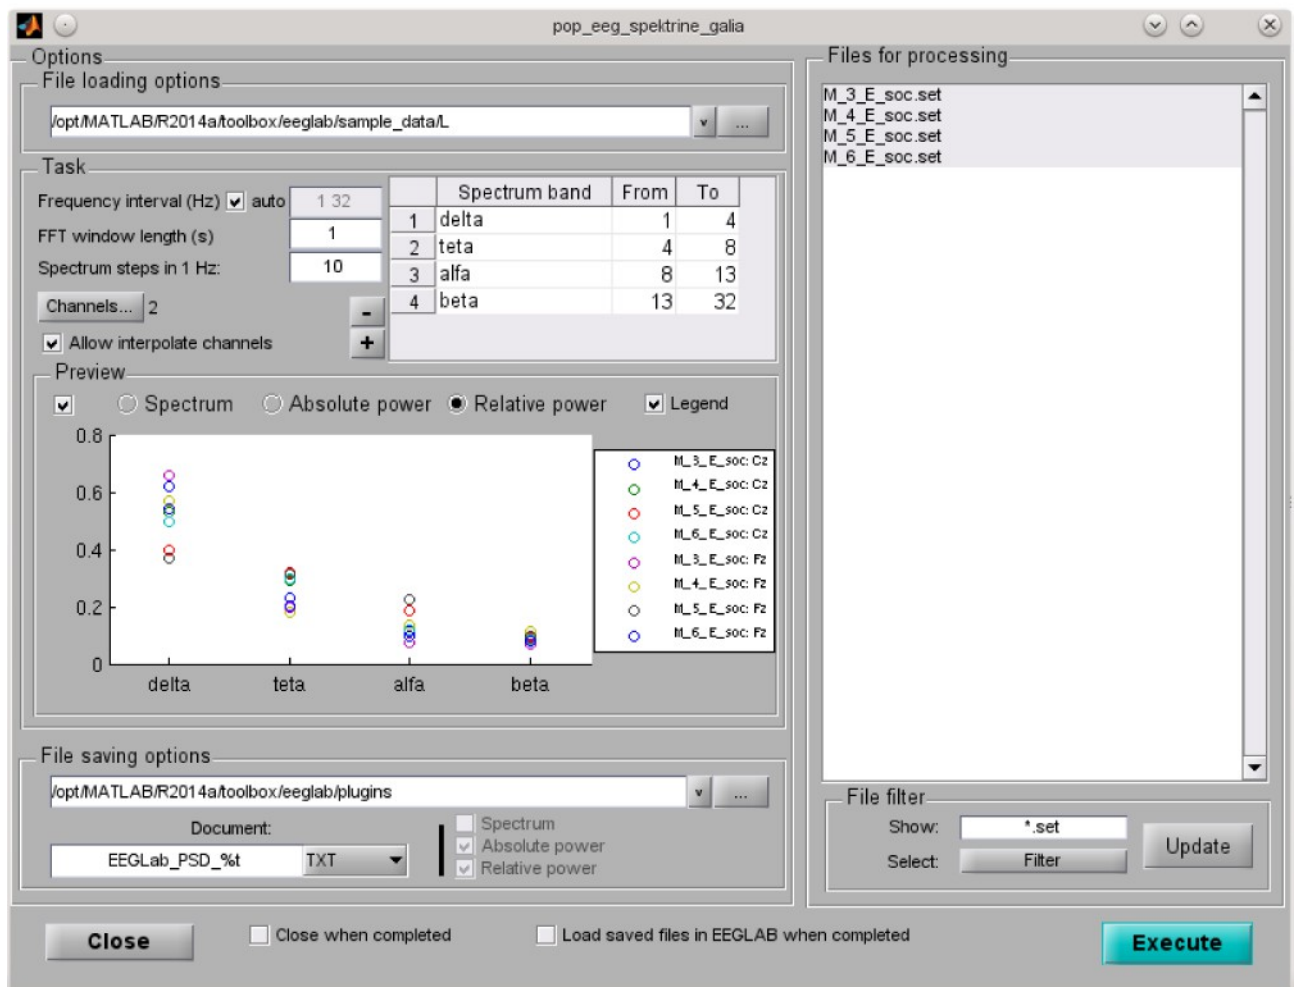 pop_eeg_spektrine_galia
Options
File loading options
/opt/MATLAB/R2014a/toolbox/eeglab/sample_data/L
v ...
Task
Frequency interval (Hz) auto 1 32
FFT window length (s) 1
Spectrum steps in 1 Hz: 10
Channels... 2
-
Allow interpolate channels
+
Spectrum band From To
1 delta 1 4
2 teta 4 8
3 alfa 8 13
4 beta 13 32
Preview
Spectrum Absolute power Relative power Legend
0.8
0.6
0.4
0.2
0
delta teta alfa beta
M_3_E_soc: Cz
M_4_E_soc: Cz
M_5_E_soc: Cz
M_6_E_soc: Cz
M_3_E_soc: Fz
M_4_E_soc: Fz
M_5_E_soc: Fz
M_6_E_soc: Fz
File saving options
/opt/MATLAB/R2014a/toolbox/eeglab/plugins
v ...
Document:
EEGLab_PSD_%t TXT
Spectrum
Absolute power
Relative power
Files for processing
M_3_E_soc.set
M_4_E_soc.set
M_5_E_soc.set
M_6_E_soc.set
File filter
Show: *.set
Select: Filter
Update
Close
Close when completed
Load saved files in EEGLAB when completed
Execute